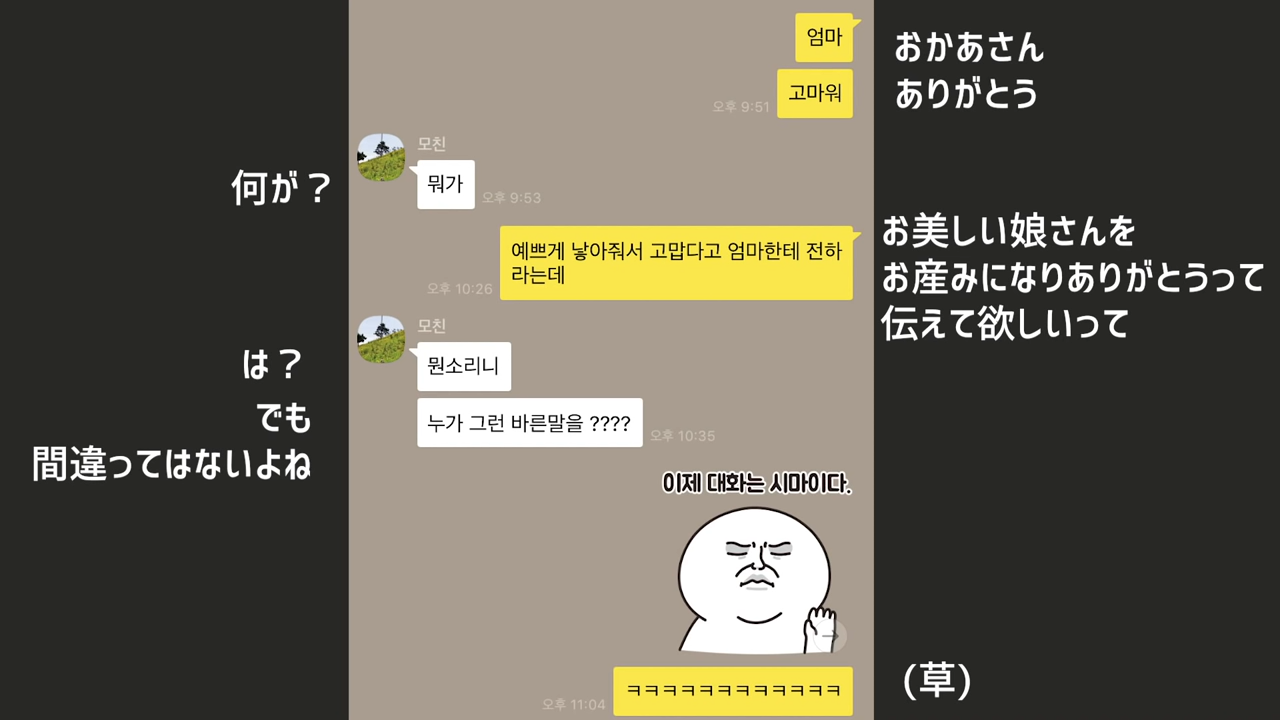 엄마
おかあさん
고마워
오후 9:51
ありがとう
모친
뭐가
오후 9:53
何が？
예쁘게 낳아줘서 고맙다고 엄마한테 전하
라는데
오후 10:26
お美しい娘さんを
お産みになりありがとうって
伝えて欲しいって
모친
뭔소리니
は？
누가 그런 바른말을 ????
오후 10:35
でも
間違ってはないよね
이제 대화는 시마이다.
ㅋㅋㅋㅋㅋㅋㅋㅋㅋㅋㅋㅋ
오후 11:04
(草)